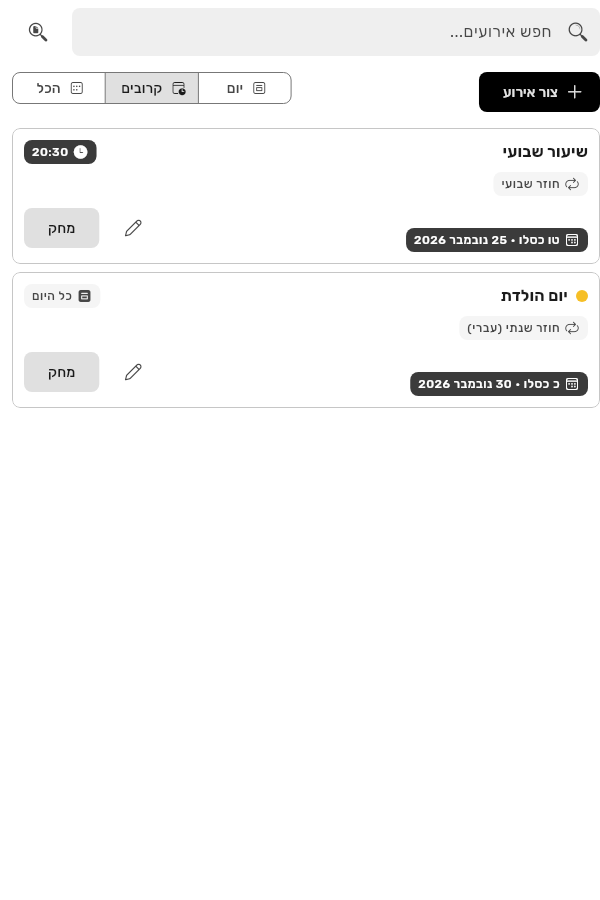 חפש אירועים...
צור אירוע
יום
קרובים
הכל
שיעור שבועי
20:30
חוזר שבועי
טו כסלו • 25 נובמבר 2026
מחק
יום הולדת
כל היום
חוזר שנתי (עברי)
כ כסלו • 30 נובמבר 2026
מחק